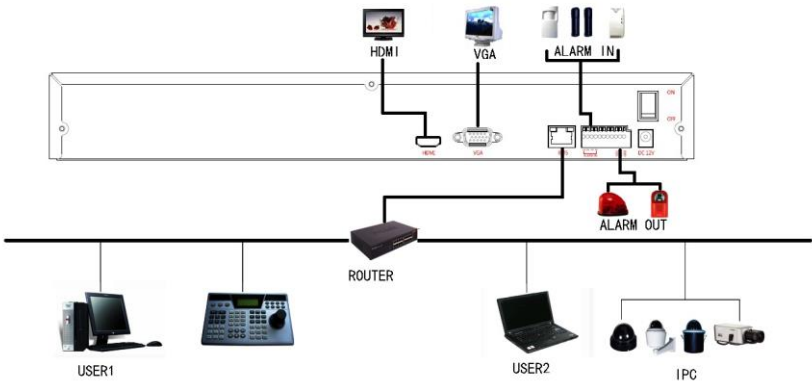 HDMI
VGA
ALARM IN
ON
OFF
HDMI
VGA
DC 12V
ALARM OUT
ROUTER
USER1
USER2
IPC